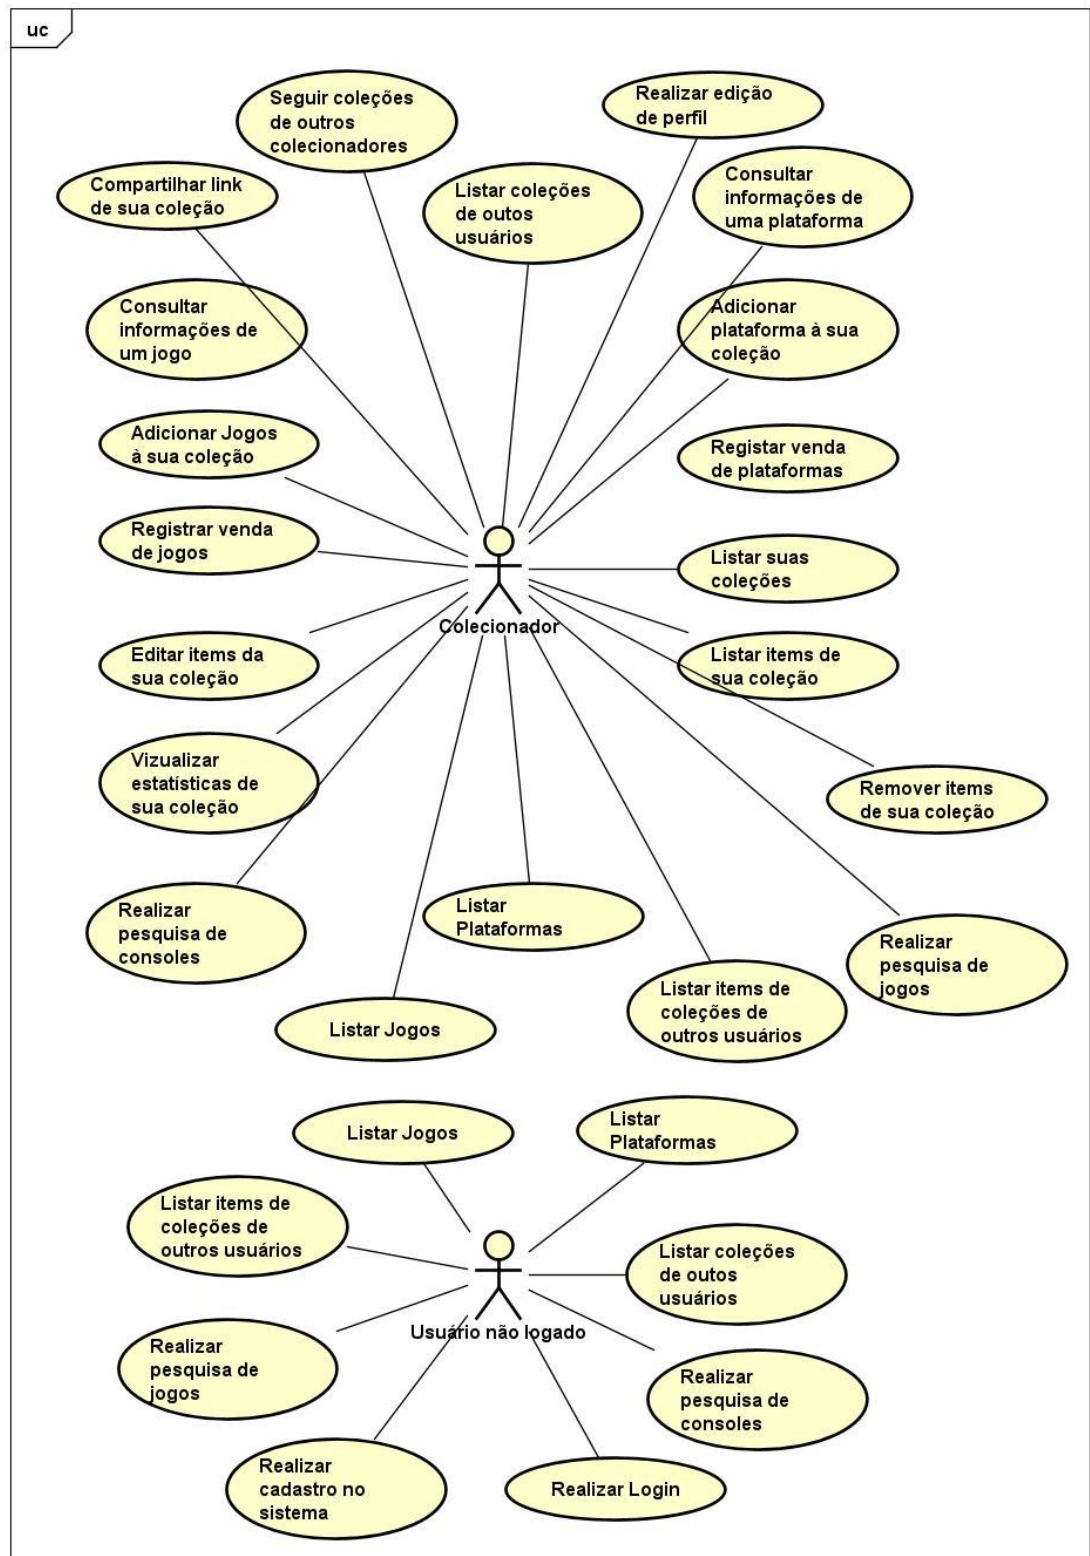 uc
Seguir coleções
de outros
colecionadores
Realizar edição
de perfil
Compartilhar link
de sua coleção
Listar coleções
de outos
usuários
Consultar
informações de
uma plataforma
Consultar
informações de
um jogo
Adicionar
plataforma à sua
coleção
Adicionar Jogos
à sua coleção
Registar venda
de plataformas
Registrar venda
de jogos
Listar suas
coleções
Colecionador
Editar items da
sua coleção
Listar items de
sua coleção
Vizualizar
estatísticas de
sua coleção
Remover items
de sua coleção
Realizar
pesquisa de
consoles
Listar
Plataformas
Realizar
pesquisa de
jogos
Listar items de
coleções de
outros usuários
Listar Jogos
Listar Jogos
Listar
Plataformas
Listar items de
coleções de
outros usuários
Listar coleções
de outos
usuários
Usuário não logado
Realizar
pesquisa de
jogos
Realizar
pesquisa de
consoles
Realizar
cadastro no
sistema
Realizar Login